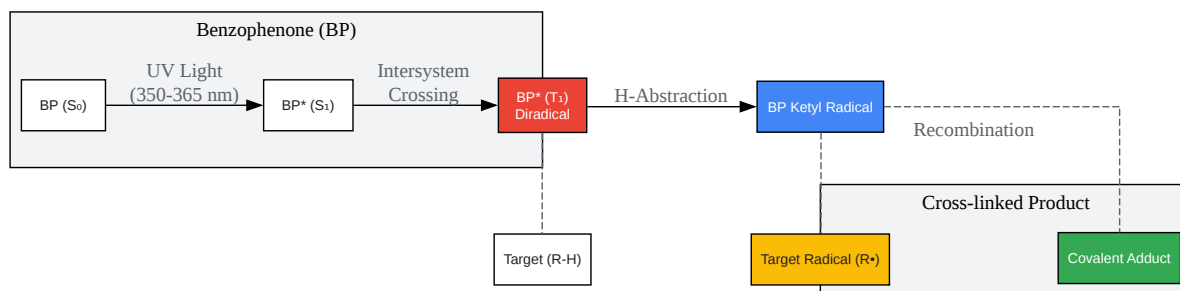 Benzophenone (BP)
UV Light
(350-365 nm)
Intersystem
Crossing
BP (S₀)
BP* (S₁)
BP* (T₁)
Diradical
H-Abstraction
BP Ketyl Radical
Recombination
Cross-linked Product
Target (R-H)
Target Radical (R•)
Covalent Adduct